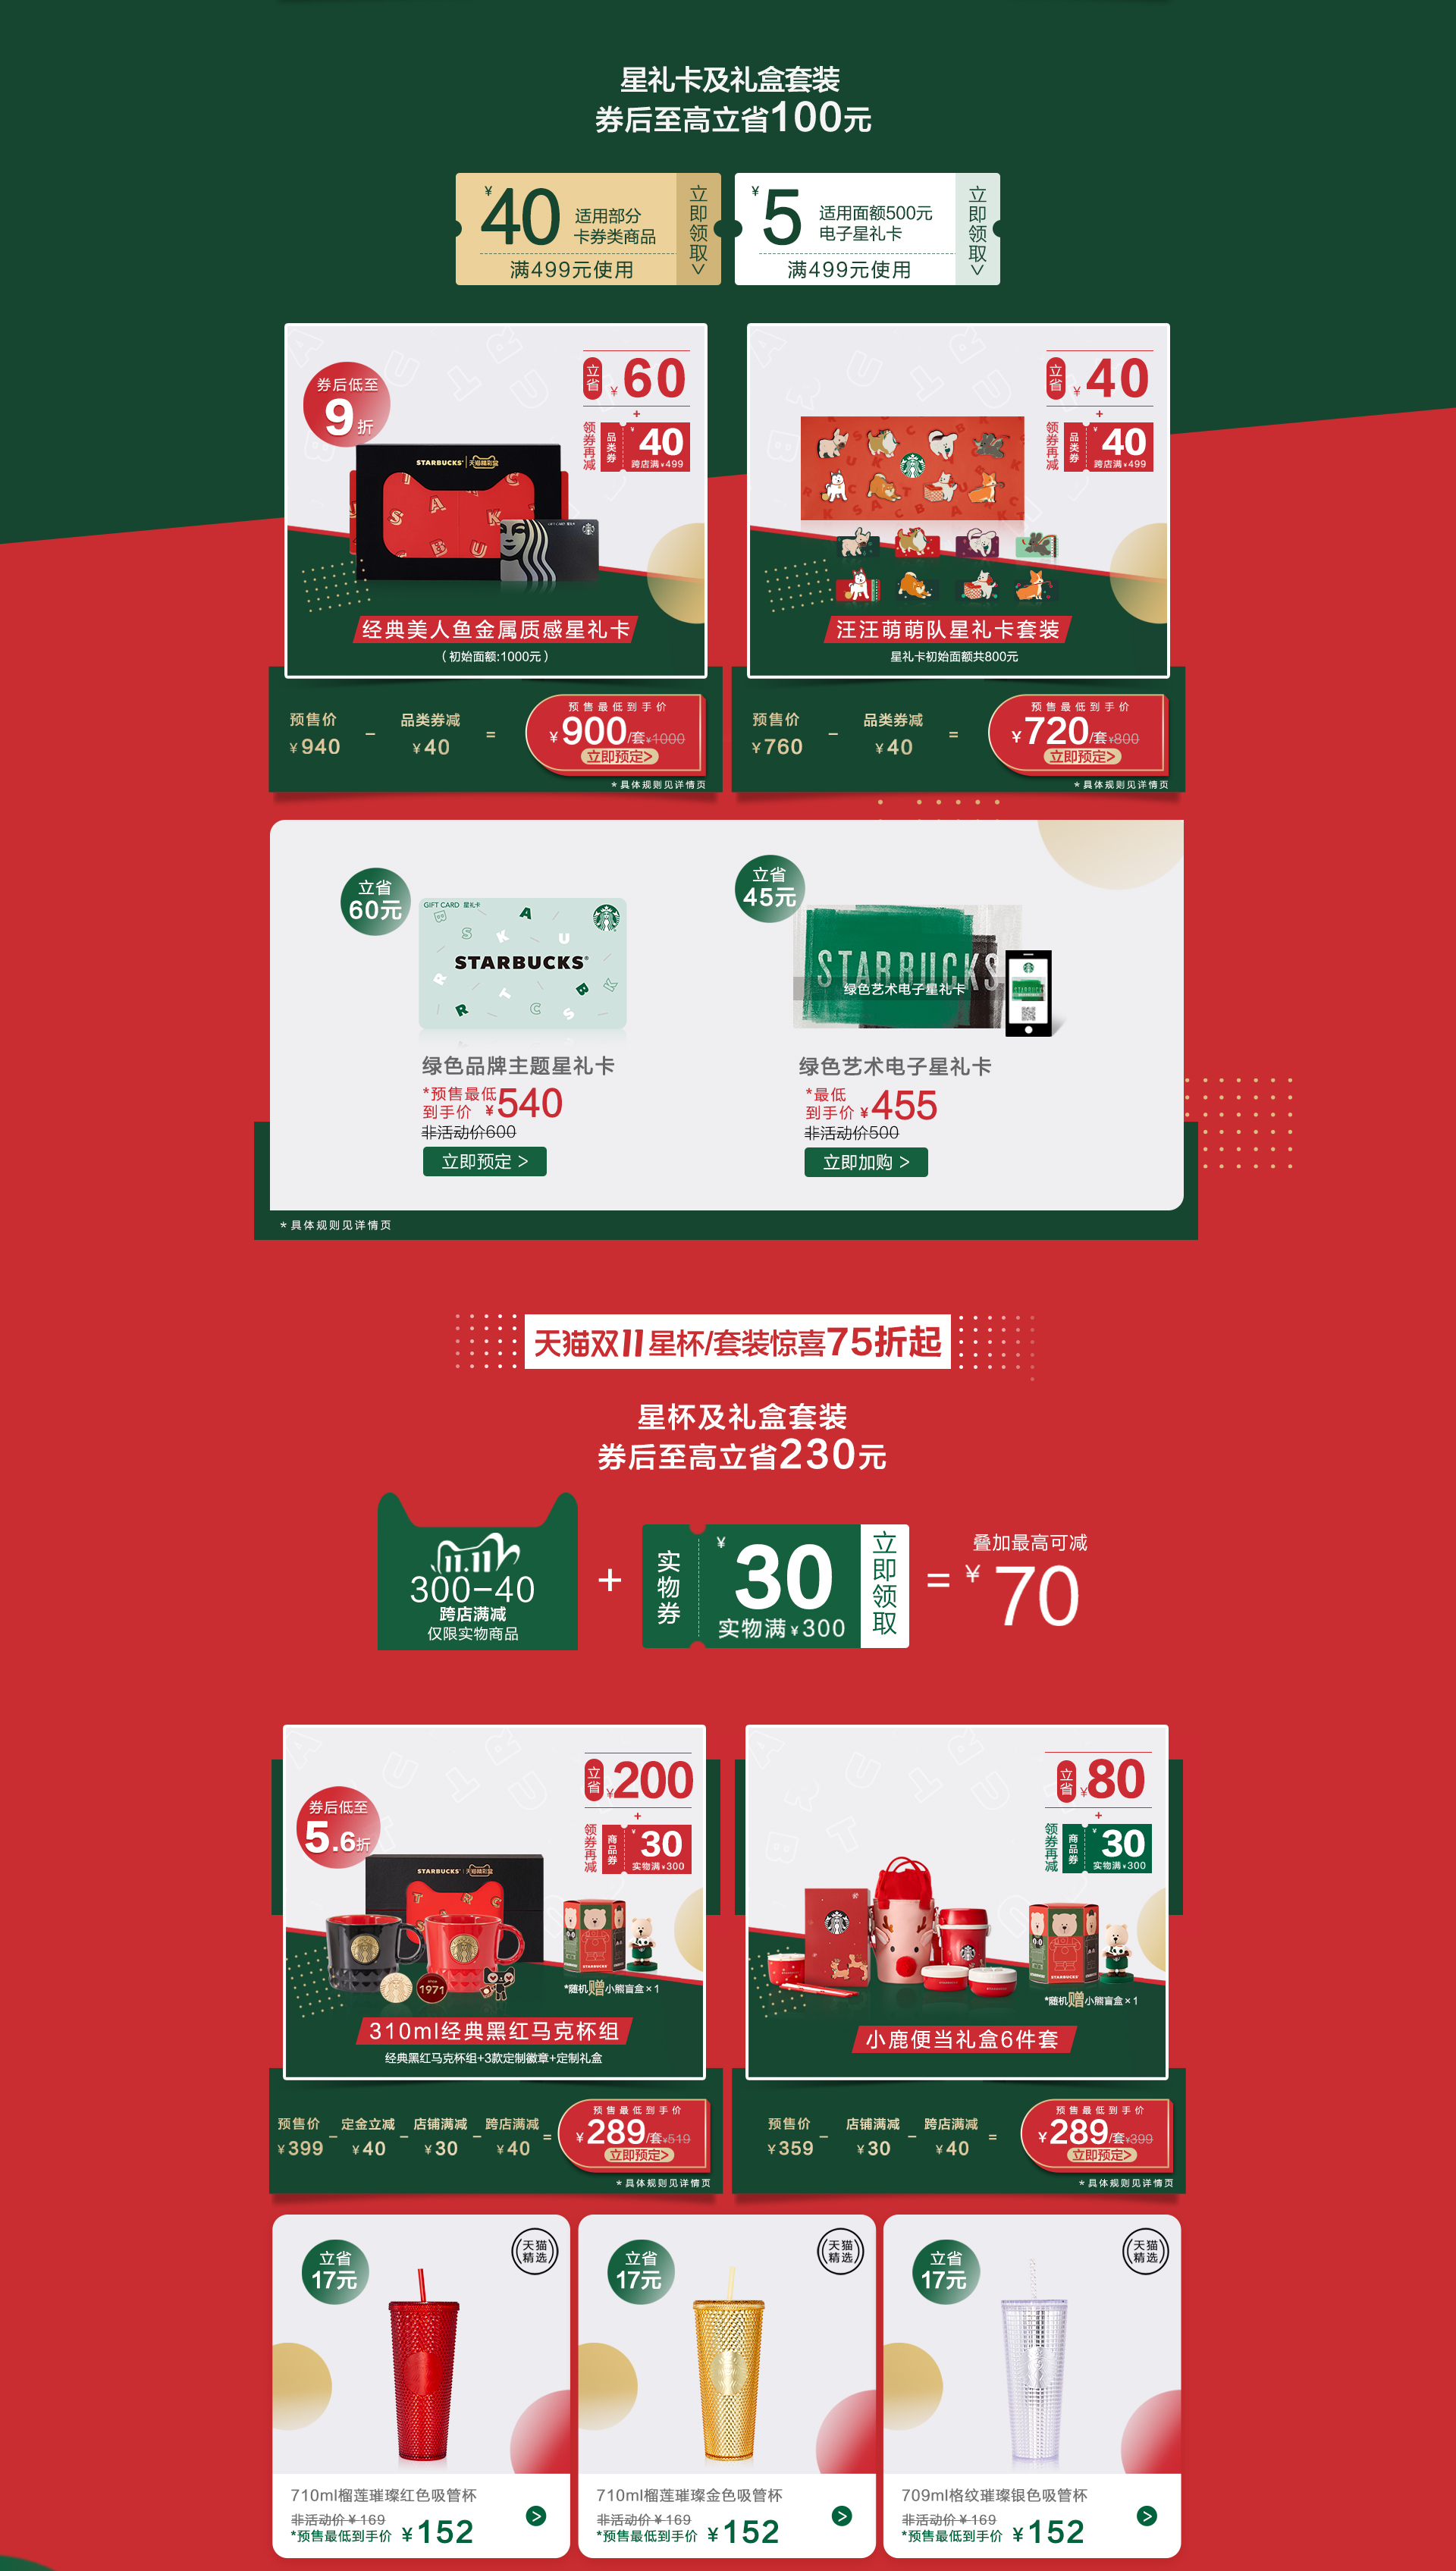 星礼卡及礼盒套装
券后至高立省100元
¥40 适用部分
卡券类商品
满499元使用
立即领取>
¥5 适用面额500元
电子星礼卡
满499元使用
立即领取>
券后低至
9折
立省 ¥60
+
领券再减 品类券 ¥40
跨店满¥499
STARBUCKS | 天猫精彩盒
S A K B U
GIFT CARD 星礼卡
经典美人鱼金属质感星礼卡
(初始面额:1000元)
预售价 品类券减
¥940 - ¥40 =
预售最低到手价
¥900/套¥1000
立即预定>
*具体规则见详情页
立省 ¥40
+
领券再减 品类券 ¥40
跨店满¥499
汪汪萌萌队星礼卡套装
星礼卡初始面额共800元
预售价 品类券减
¥760 - ¥40 =
预售最低到手价
¥720/套¥800
立即预定>
*具体规则见详情页
立省
60元
GIFT CARD 星礼卡
STARBUCKS®
绿色品牌主题星礼卡
*预售最低
到手价 ¥540
非活动价600
立即预定 >
立省
45元
STARBUCKS
绿色艺术电子星礼卡
绿色艺术电子星礼卡
*最低
到手价 ¥455
非活动价500
立即加购 >
*具体规则见详情页
天猫双11星杯/套装惊喜75折起
星杯及礼盒套装
券后至高立省230元
11.11
300-40
跨店满减
仅限实物商品
+
实物券 ¥30
实物满¥300
立即领取
=
叠加最高可减
¥70
券后低至
5.6折
立省 ¥200
+
领券再减 商品券 ¥30
实物满¥300
STARBUCKS | 天猫精彩盒
1971
STARBUCKS
*随机赠小熊盲盒×1
310ml经典黑红马克杯组
经典黑红马克杯组+3款定制徽章+定制礼盒
预售价 定金立减 店铺满减 跨店满减
¥399 - ¥40 - ¥30 - ¥40 =
预售最低到手价
¥289/套¥519
立即预定>
*具体规则见详情页
立省 ¥80
+
领券再减 商品券 ¥30
实物满¥300
STARBUCKS
*随机赠小熊盲盒×1
小鹿便当礼盒6件套
预售价 店铺满减 跨店满减
¥359 - ¥30 - ¥40 =
预售最低到手价
¥289/套¥399
立即预定>
*具体规则见详情页
立省
17元
天猫
精选
710ml榴莲璀璨红色吸管杯
非活动价¥169
*预售最低到手价 ¥152
>
立省
17元
天猫
精选
710ml榴莲璀璨金色吸管杯
非活动价¥169
*预售最低到手价 ¥152
>
立省
17元
天猫
精选
709ml格纹璀璨银色吸管杯
非活动价¥169
*预售最低到手价 ¥152
>